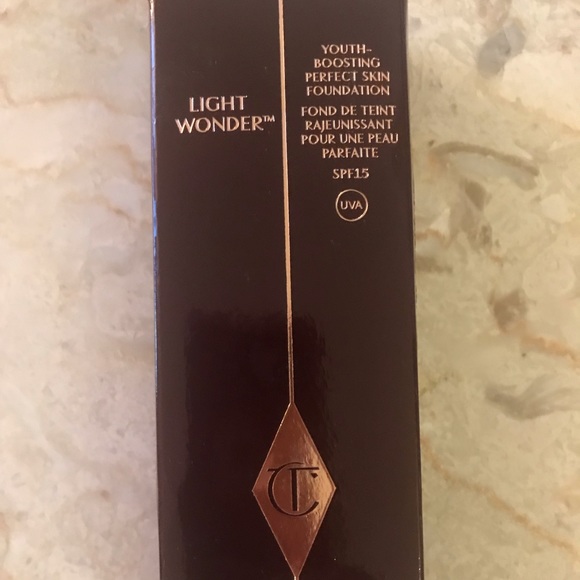 LIGHT
WONDER™
YOUTH-
BOOSTING
PERFECT SKIN
FOUNDATION
FOND DE TEINT
RAJEUNISSANT
POUR UNE PEAU
PARFAITE
SPF15
UVA
CT